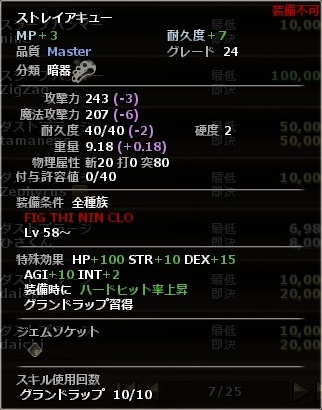 装備不可
ストレイアキュー
MP+3 耐久度+7
品質 Master グレード 24
分類 暗器
攻撃力 243 (-3)
魔法攻撃力 207 (-6)
耐久度 40/40 (-2) 硬度 2
重量 9.18 (+0.18)
物理属性 斬20 打0 突80
付与許容値 0/40
装備条件 全種族
FIG THI NIN CLO
Lv 58～
特殊効果 HP+100 STR+10 DEX+15
AGI+10 INT+2
装備時に ハードヒット率上昇
グランドラップ習得
ジェムソケット
スキル使用回数
グランドラップ 10/10
7/25